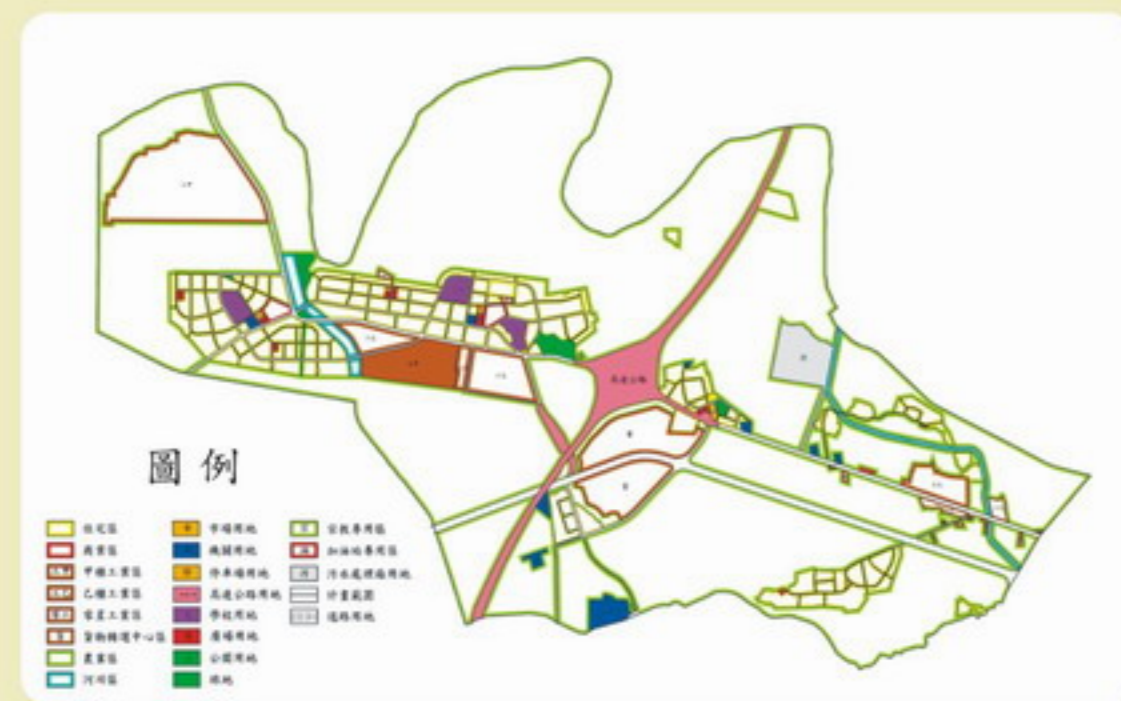 高速公路
圖例
住宅區
商業區
甲種工業區
乙種工業區
零星工業區
貨物轉運中心區
農業區
河川區
市場用地
機關用地
停車場用地
高速公路用地
學校用地
廣場用地
公園用地
綠地
宗教專用區
加油站專用區
污水處理廠用地
計畫範圍
道路用地